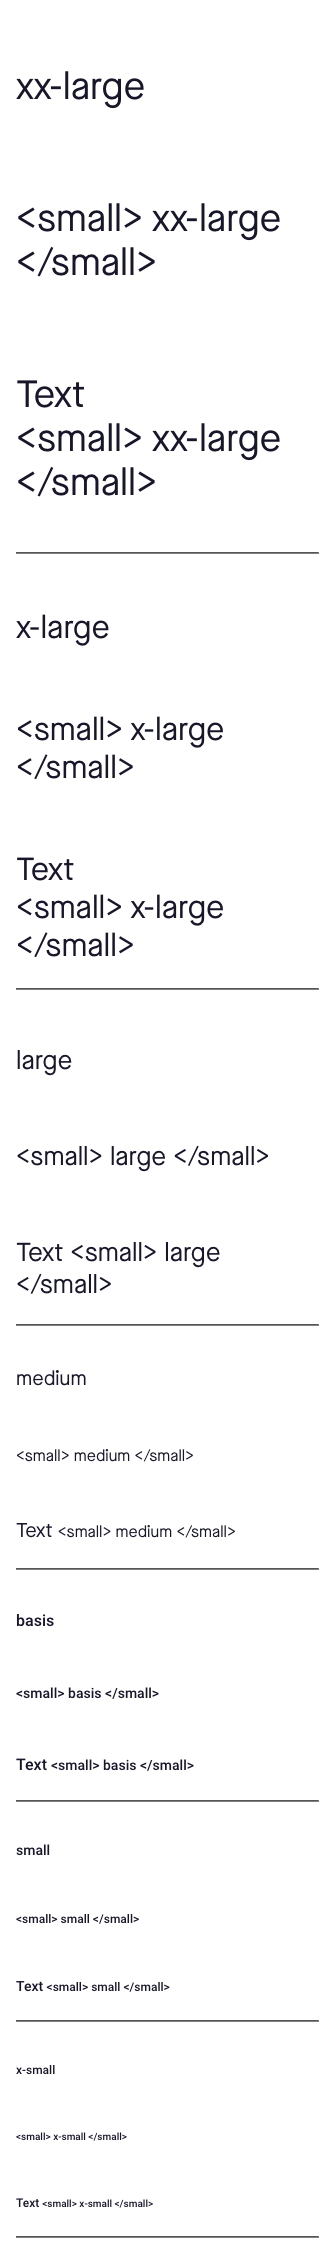 xx-large
<small> xx-large
</small>
Text
<small> xx-large
</small>
x-large
<small> x-large
</small>
Text
<small> x-large
</small>
large
<small> large </small>
Text <small> large
</small>
medium
<small> medium </small>
Text <small> medium </small>
basis
<small> basis </small>
Text <small> basis </small>
small
<small> small </small>
Text <small> small </small>
x-small
<small> x-small </small>
Text <small> x-small </small>